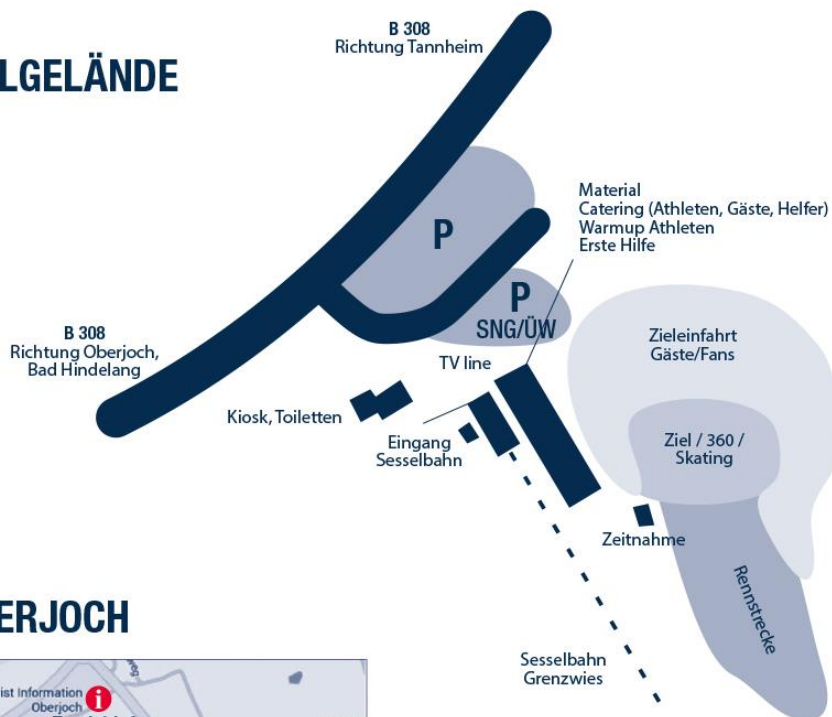 B 308
Richtung Tannheim
LGELÄNDE
Material
Catering (Athleten, Gäste, Helfer)
Warmup Athleten
Erste Hilfe
P
P
SNG/ÜW
B 308
Richtung Oberjoch,
Bad Hindelang
Zieleinfahrt
Gäste/Fans
TV line
Kiosk, Toiletten
Eingang
Sesselbahn
Ziel / 360 /
Skating
Zeitnahme
Rennstrecke
ERJOCH
Sesselbahn
Grenzwies
ist Information
Oberjoch
i